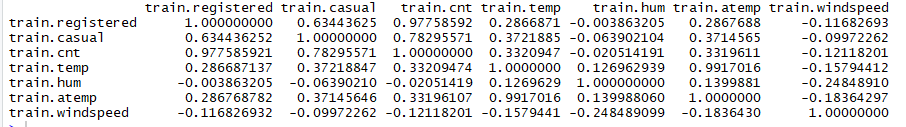 train.registered train.casual train.cnt train.temp train.hum train.atemp train.windspeed
train.registered 1.000000000 0.63443625 0.97758592 0.2866871 -0.003863205 0.2867688 -0.11682693
train.casual 0.634436252 1.00000000 0.78295571 0.3721885 -0.063902104 0.3714565 -0.09972262
train.cnt 0.977585921 0.78295571 1.00000000 0.3320947 -0.020514191 0.3319611 -0.12118201
train.temp 0.286687137 0.37218847 0.33209474 1.0000000 0.126962939 0.9917016 -0.15794412
train.hum -0.003863205 -0.06390210 -0.02051419 0.1269629 1.000000000 0.1399881 -0.24848910
train.atemp 0.286768782 0.37145646 0.33196107 0.9917016 0.139988060 1.0000000 -0.18364297
train.windspeed -0.116826932 -0.09972262 -0.12118201 -0.1579441 -0.248489099 -0.1836430 1.00000000